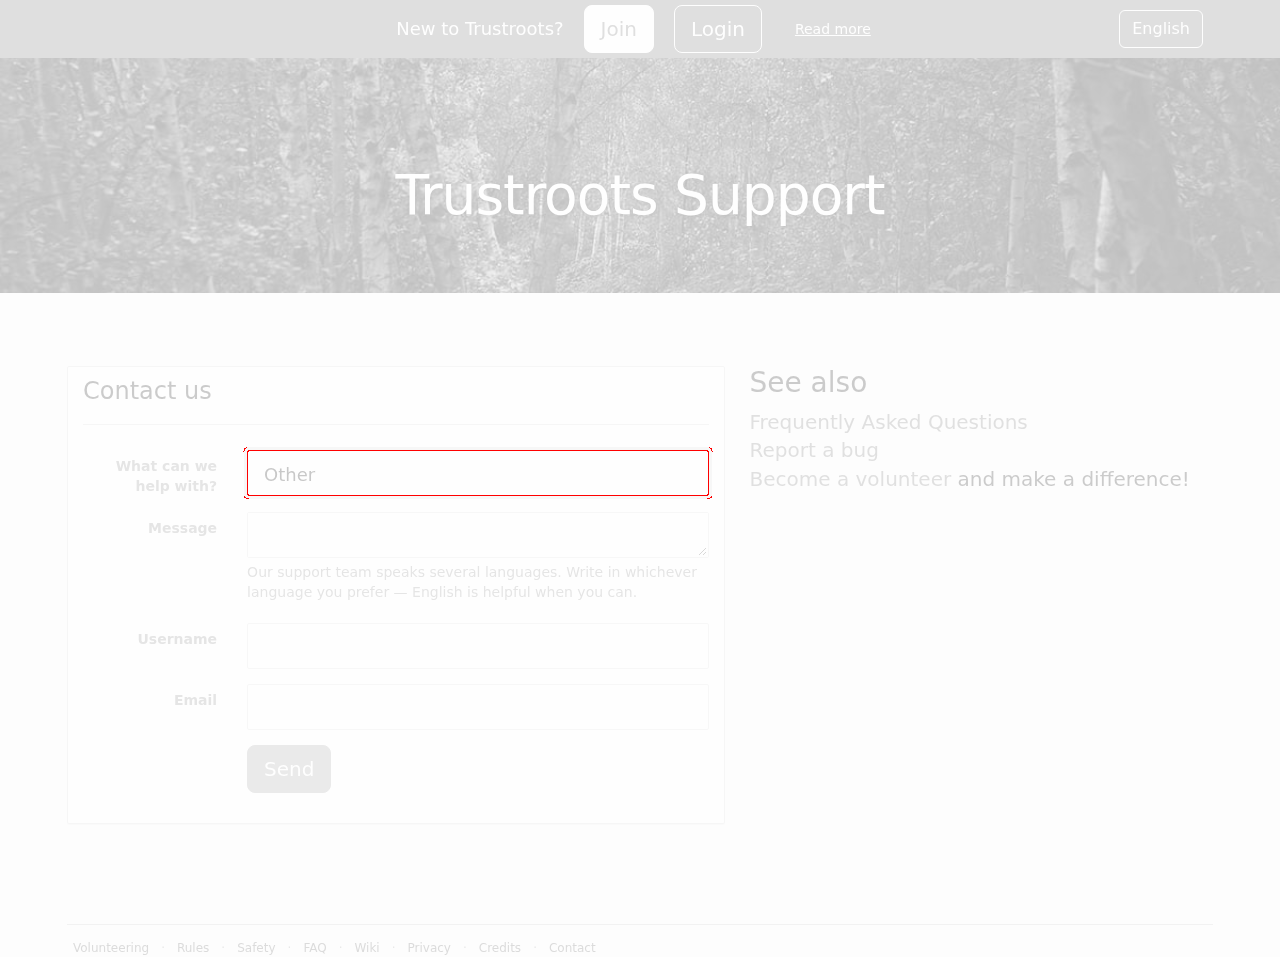 New to Trustroots?
Join
Login
Read more
English
Trustroots Support
Contact us
What can we
help with?
Other
Message
Our support team speaks several languages. Write in whichever
language you prefer — English is helpful when you can.
Username
Email
Send
See also
Frequently Asked Questions
Report a bug
Become a volunteer and make a difference!
Volunteering · Rules · Safety · FAQ · Wiki · Privacy · Credits · Contact